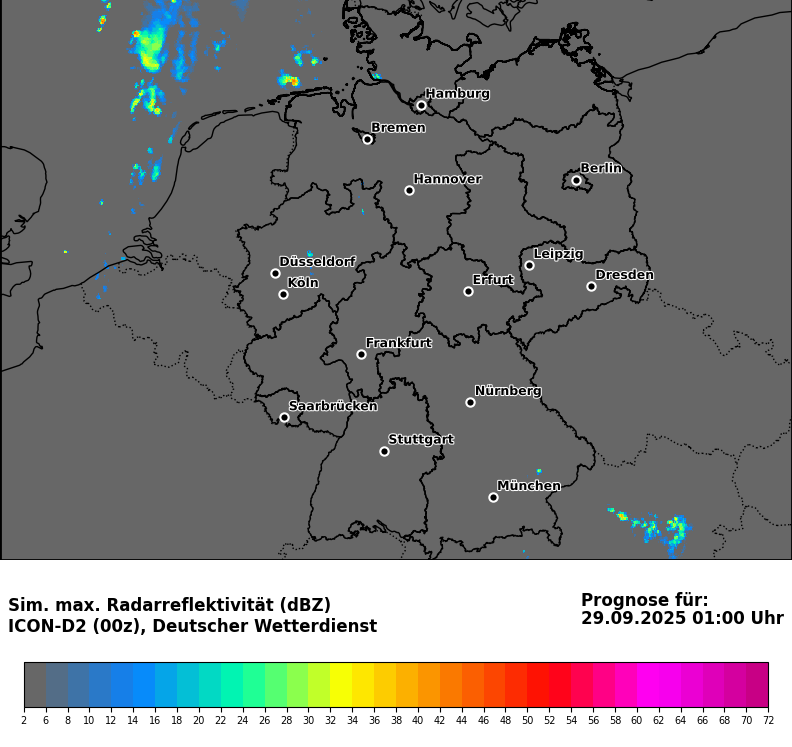 Hamburg
Bremen
Berlin
Hannover
Leipzig
Düsseldorf
Dresden
Köln
Erfurt
Frankfurt
Nürnberg
Saarbrücken
Stuttgart
München
Sim. max. Radarreflektivität (dBZ)
ICON-D2 (00z), Deutscher Wetterdienst
Prognose für:
29.09.2025 01:00 Uhr
2 6 8 10 12 14 16 18 20 22 24 26 28 30 32 34 36 38 40 42 44 46 48 50 52 54 56 58 60 62 64 66 68 70 72